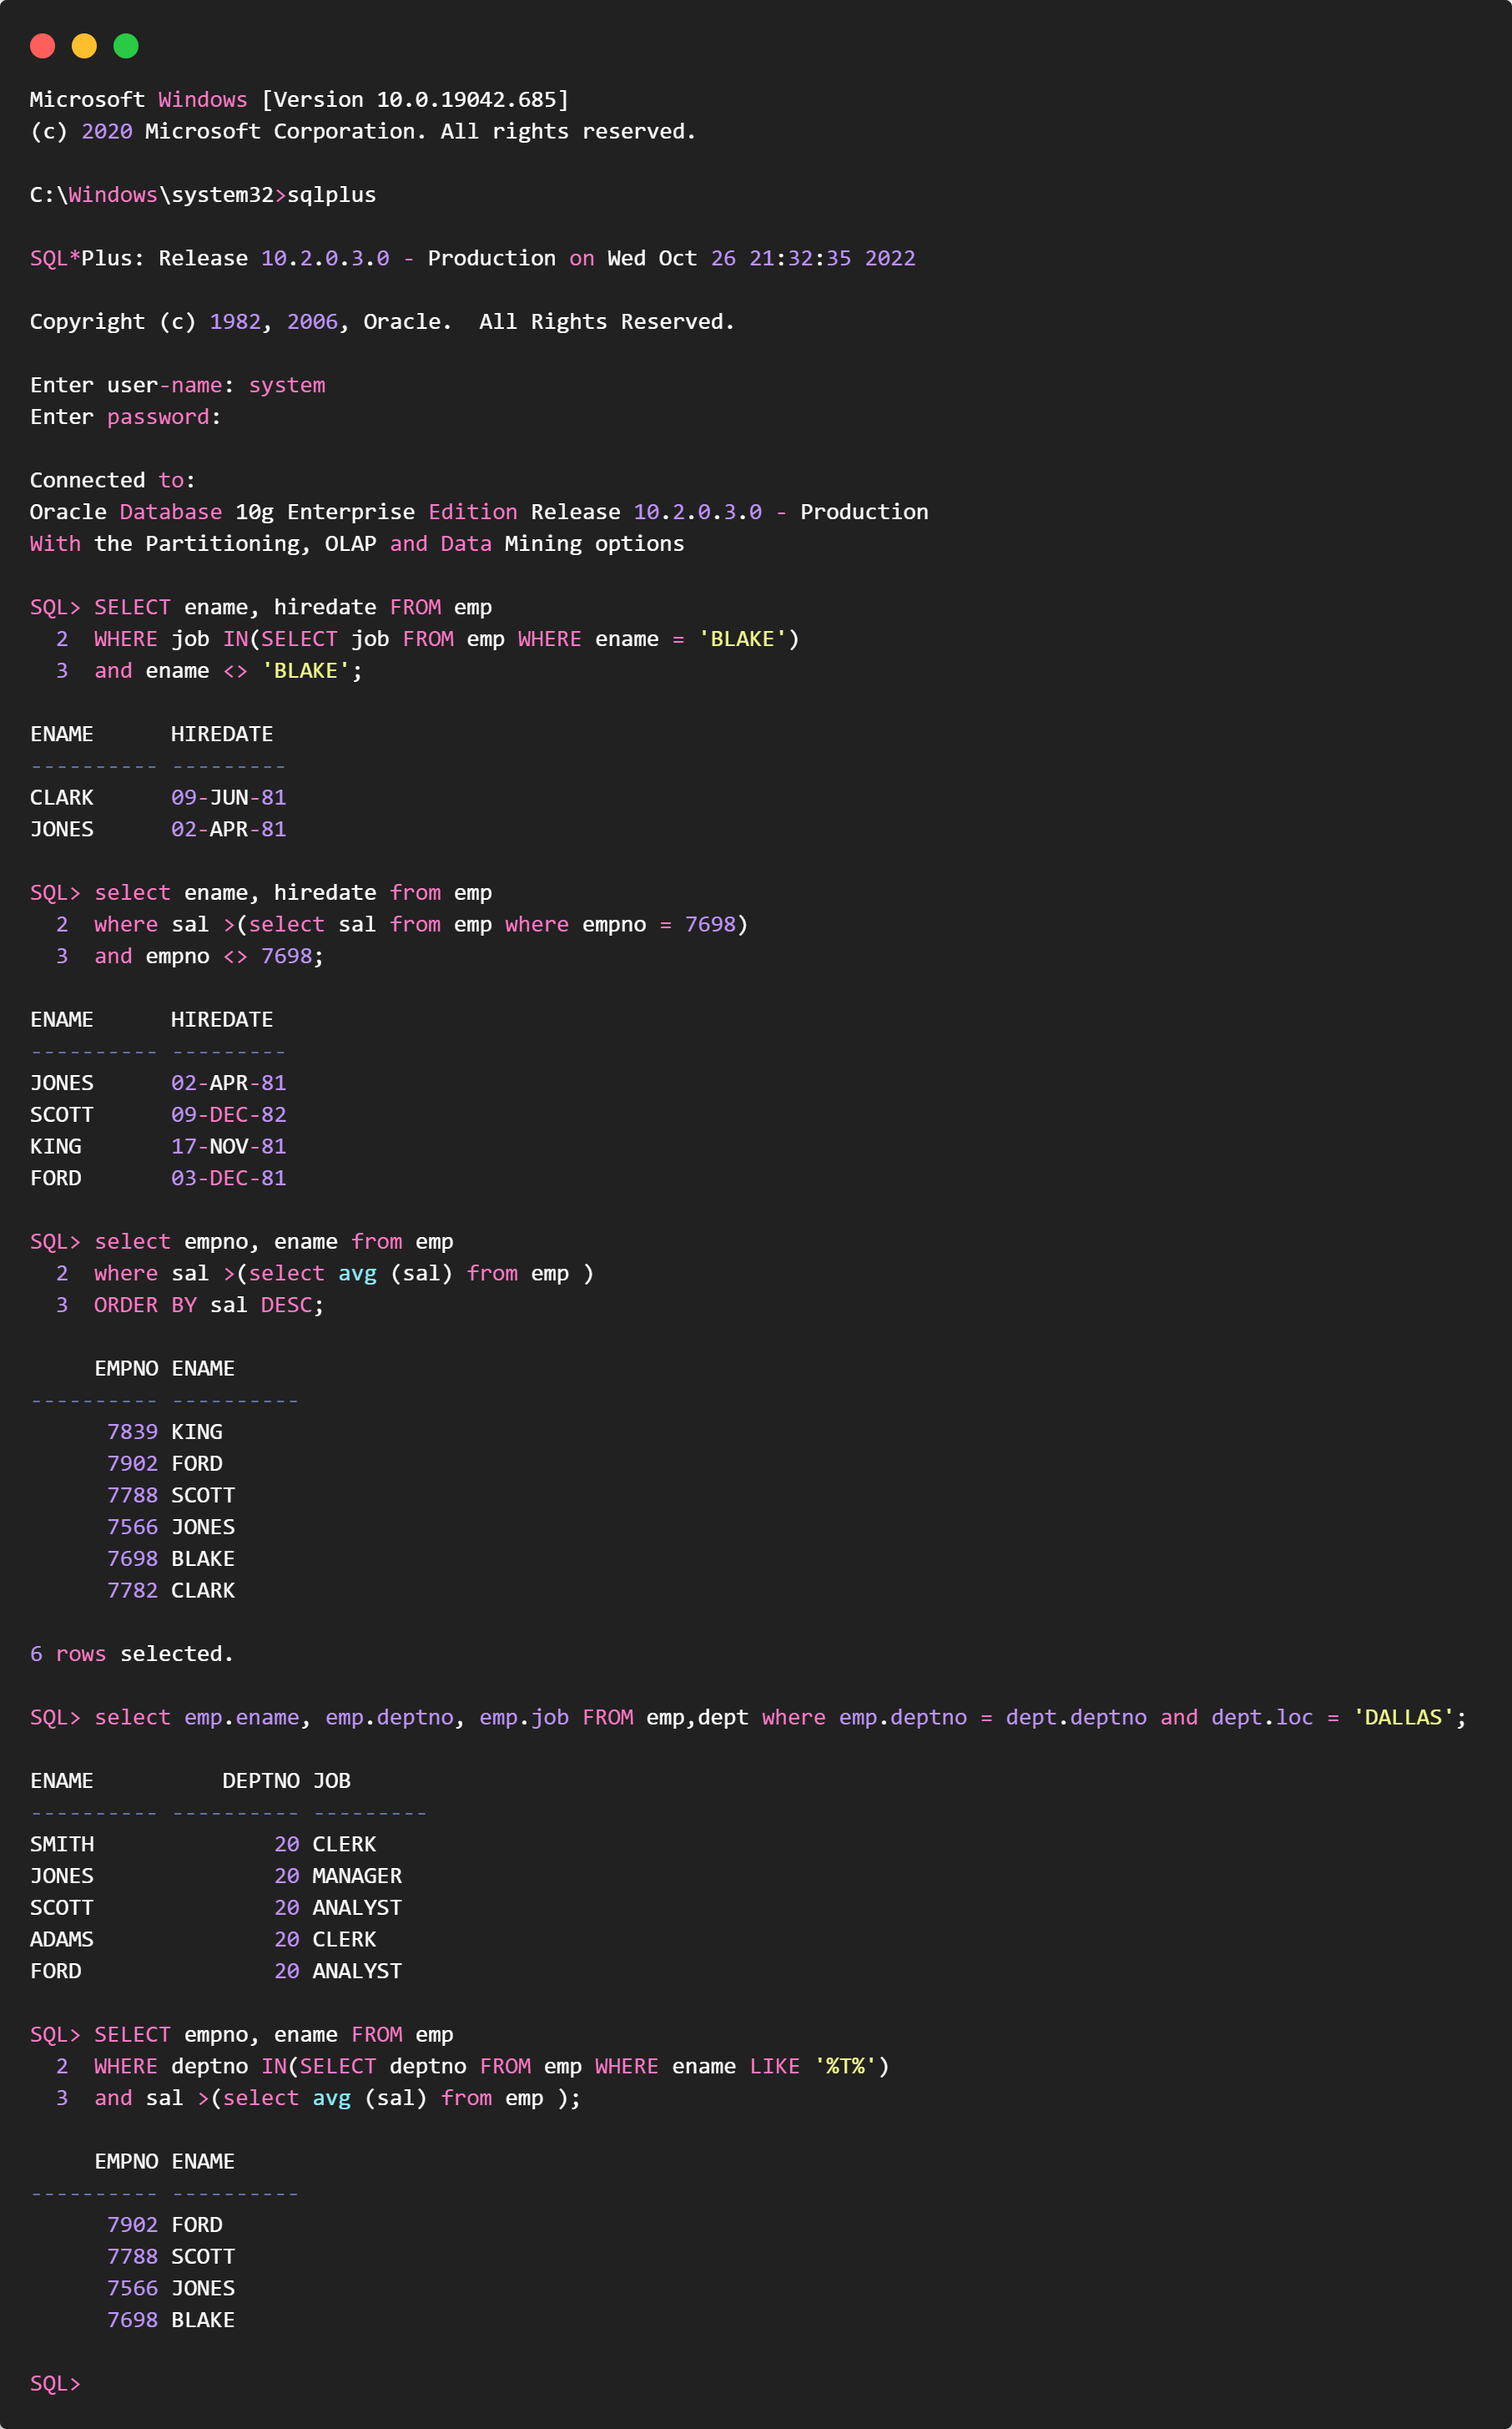 Microsoft Windows [Version 10.0.19042.685]
(c) 2020 Microsoft Corporation. All rights reserved.

C:\Windows\system32>sqlplus

SQL*Plus: Release 10.2.0.3.0 - Production on Wed Oct 26 21:32:35 2022

Copyright (c) 1982, 2006, Oracle.  All Rights Reserved.

Enter user-name: system
Enter password:

Connected to:
Oracle Database 10g Enterprise Edition Release 10.2.0.3.0 - Production
With the Partitioning, OLAP and Data Mining options

SQL> SELECT ename, hiredate FROM emp
  2  WHERE job IN(SELECT job FROM emp WHERE ename = 'BLAKE')
  3  and ename <> 'BLAKE';

ENAME      HIREDATE
---------- ---------
CLARK      09-JUN-81
JONES      02-APR-81

SQL> select ename, hiredate from emp
  2  where sal >(select sal from emp where empno = 7698)
  3  and empno <> 7698;

ENAME      HIREDATE
---------- ---------
JONES      02-APR-81
SCOTT      09-DEC-82
KING       17-NOV-81
FORD       03-DEC-81

SQL> select empno, ename from emp
  2  where sal >(select avg (sal) from emp )
  3  ORDER BY sal DESC;

     EMPNO ENAME
---------- ----------
      7839 KING
      7902 FORD
      7788 SCOTT
      7566 JONES
      7698 BLAKE
      7782 CLARK

6 rows selected.

SQL> select emp.ename, emp.deptno, emp.job FROM emp,dept where emp.deptno = dept.deptno and dept.loc = 'DALLAS';

ENAME          DEPTNO JOB
---------- ---------- ---------
SMITH              20 CLERK
JONES              20 MANAGER
SCOTT              20 ANALYST
ADAMS              20 CLERK
FORD               20 ANALYST

SQL> SELECT empno, ename FROM emp
  2  WHERE deptno IN(SELECT deptno FROM emp WHERE ename LIKE '%T%')
  3  and sal >(select avg (sal) from emp );

     EMPNO ENAME
---------- ----------
      7902 FORD
      7788 SCOTT
      7566 JONES
      7698 BLAKE

SQL>